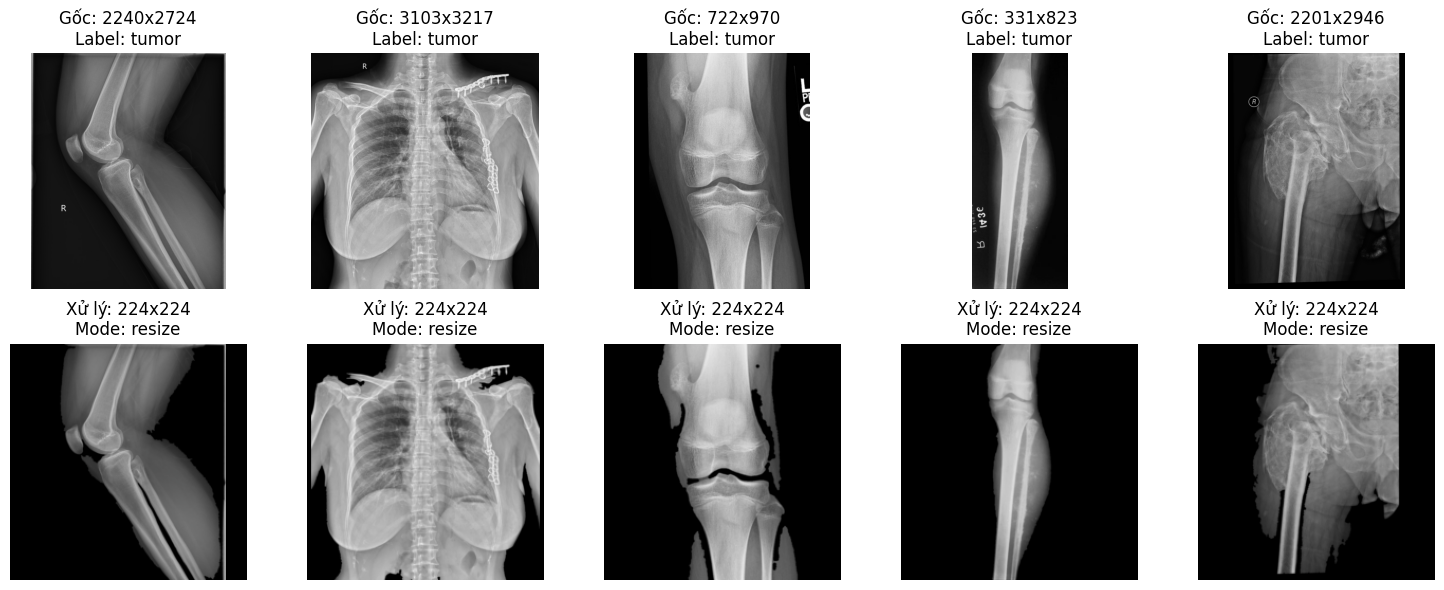 Gốc: 2240x2724
Label: tumor
Gốc: 3103x3217
Label: tumor
Gốc: 722x970
Label: tumor
Gốc: 331x823
Label: tumor
Gốc: 2201x2946
Label: tumor
R
R
L
R
R
Xử lý: 224x224
Mode: resize
Xử lý: 224x224
Mode: resize
Xử lý: 224x224
Mode: resize
Xử lý: 224x224
Mode: resize
Xử lý: 224x224
Mode: resize